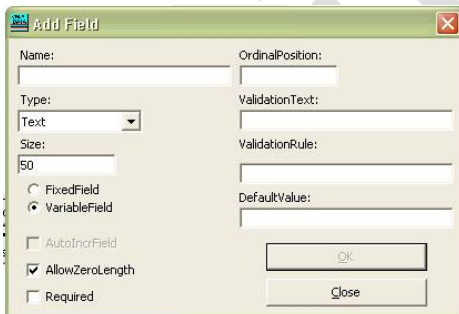 Add Field
Name:
OrdinalPosition:
Type:
ValidationText:
Text
Size:
ValidationRule:
50
FixedField
VariableField
DefaultValue:
AutoIncrField
OK
AllowZeroLength
Close
Required